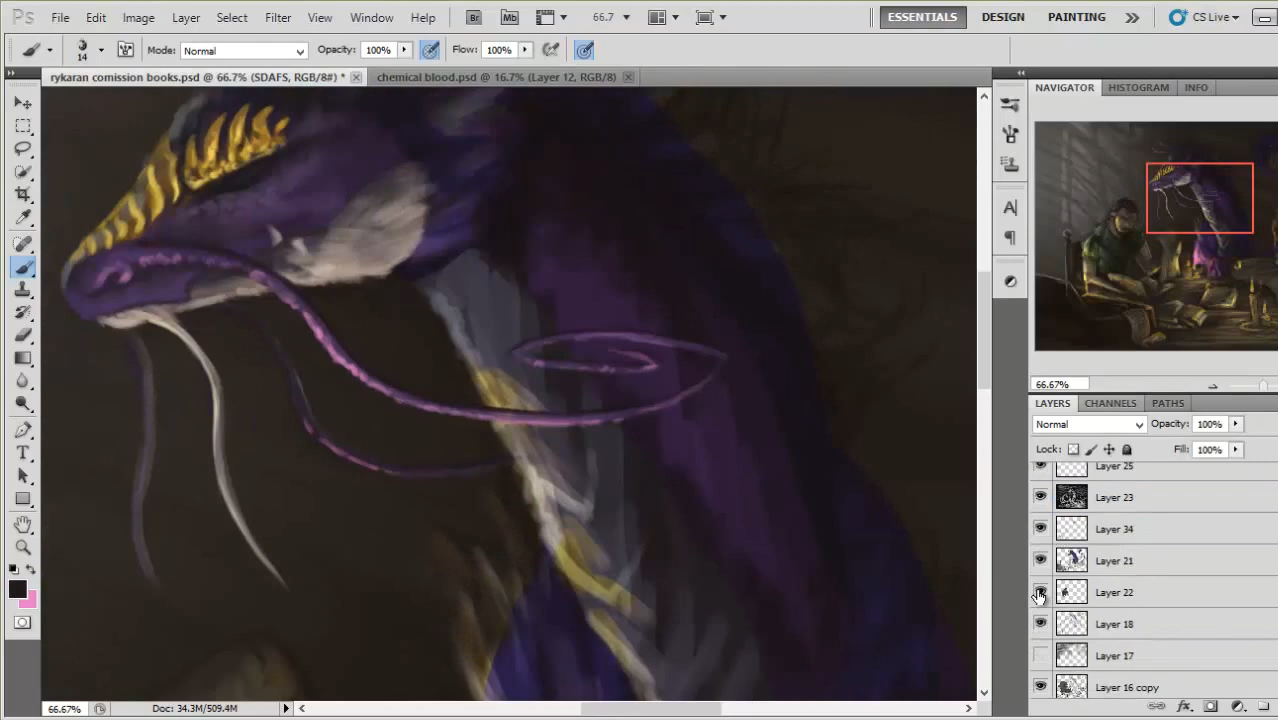 Ps File Edit Image Layer Select Filter View Window Help Br Mb 66.7 ESSENTIALS DESIGN PAINTING CS Live
14 Mode: Normal Opacity: 100% Flow: 100%
rykaran comission books.psd @ 66.7% (SDAFS, RGB/8#) * chemical blood.psd @ 16.7% (Layer 12, RGB/8)
NAVIGATOR HISTOGRAM INFO
66.67%
LAYERS CHANNELS PATHS
Normal Opacity: 100%
Lock: Fill: 100%
Layer 25
Layer 23
Layer 34
Layer 21
Layer 22
Layer 18
Layer 17
Layer 16 copy
66.67% Doc: 34.3M/509.4M